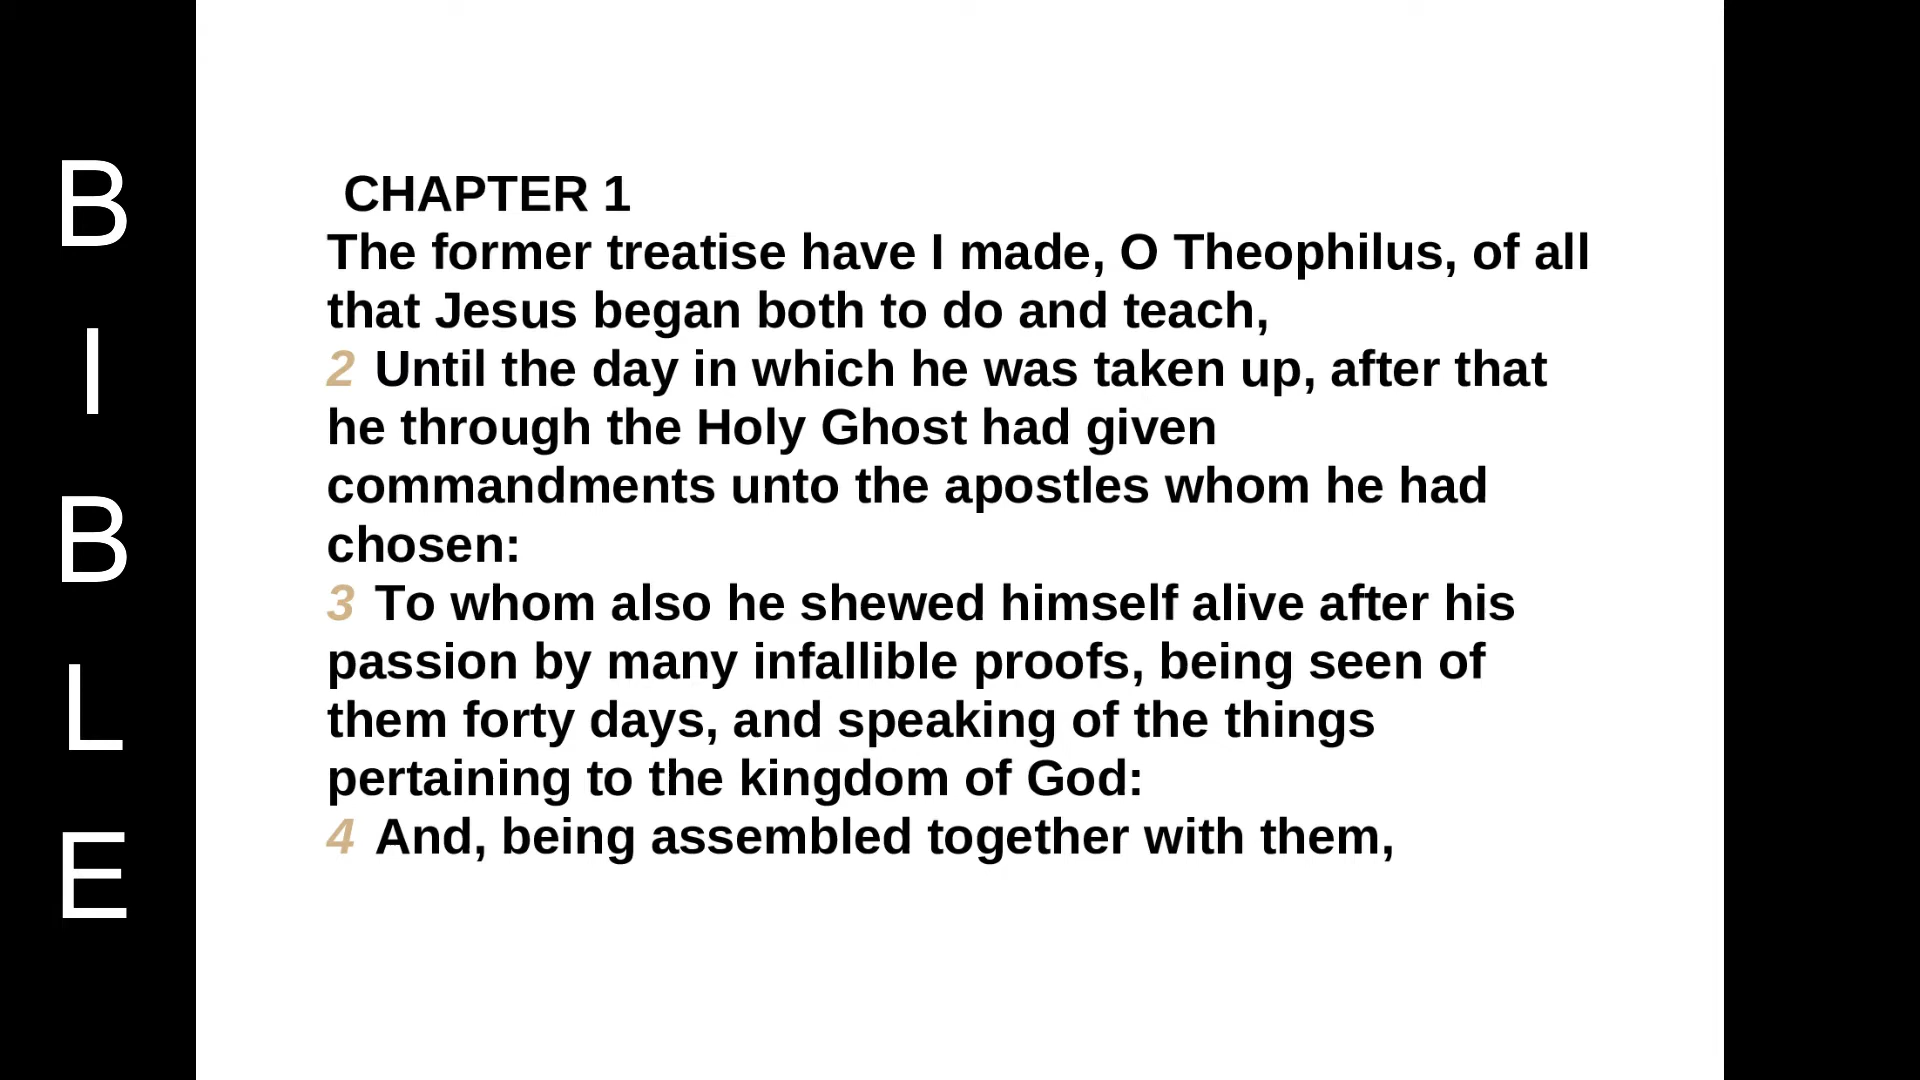 B
I
B
L
E
CHAPTER 1
The former treatise have I made, O Theophilus, of all
that Jesus began both to do and teach,
2 Until the day in which he was taken up, after that
he through the Holy Ghost had given
commandments unto the apostles whom he had
chosen:
3 To whom also he shewed himself alive after his
passion by many infallible proofs, being seen of
them forty days, and speaking of the things
pertaining to the kingdom of God:
4 And, being assembled together with them,